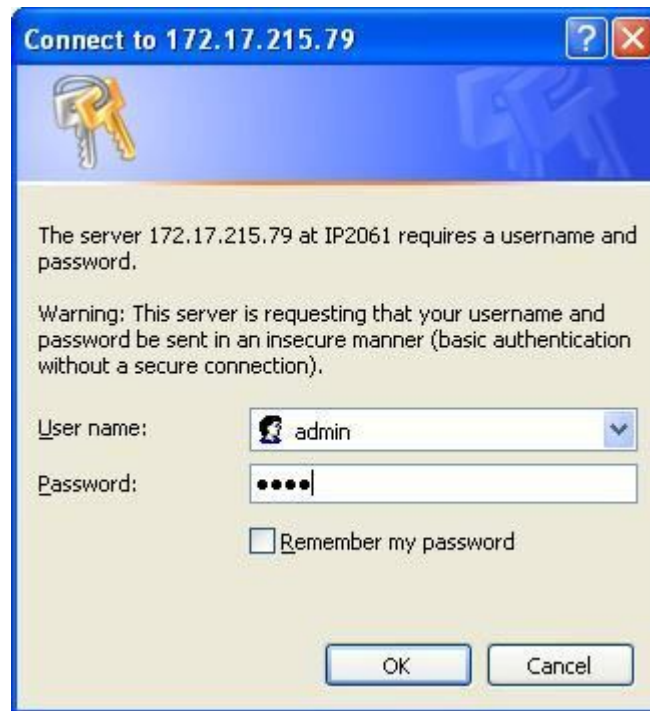 Connect to 172.17.215.79
The server 172.17.215.79 at IP2061 requires a username and
password.
Warning: This server is requesting that your username and
password be sent in an insecure manner (basic authentication
without a secure connection).
User name:
admin
Password:
••••
Remember my password
OK
Cancel